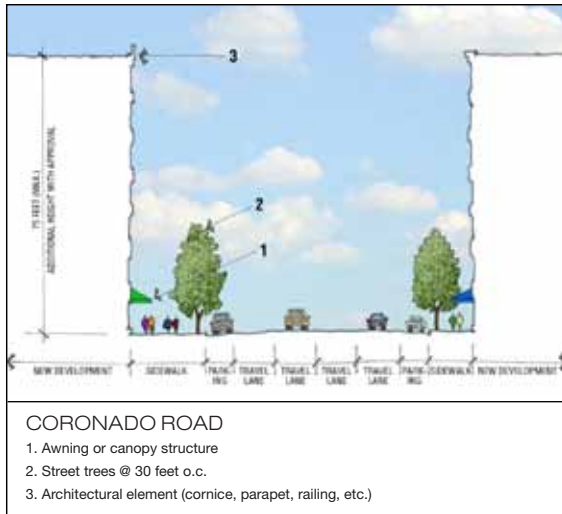 3
75 FEET (MAX.)
ADDITIONAL HEIGHT WITH APPROVAL
2
1
NEW DEVELOPMENT SIDEWALK PARK- TRAVEL TRAVEL TRAVEL TRAVEL PARK- SIDEWALK NEW DEVELOPMENT
ING LANE LANE LANE LANE ING
CORONADO ROAD
1. Awning or canopy structure
2. Street trees @ 30 feet o.c.
3. Architectural element (cornice, parapet, railing, etc.)